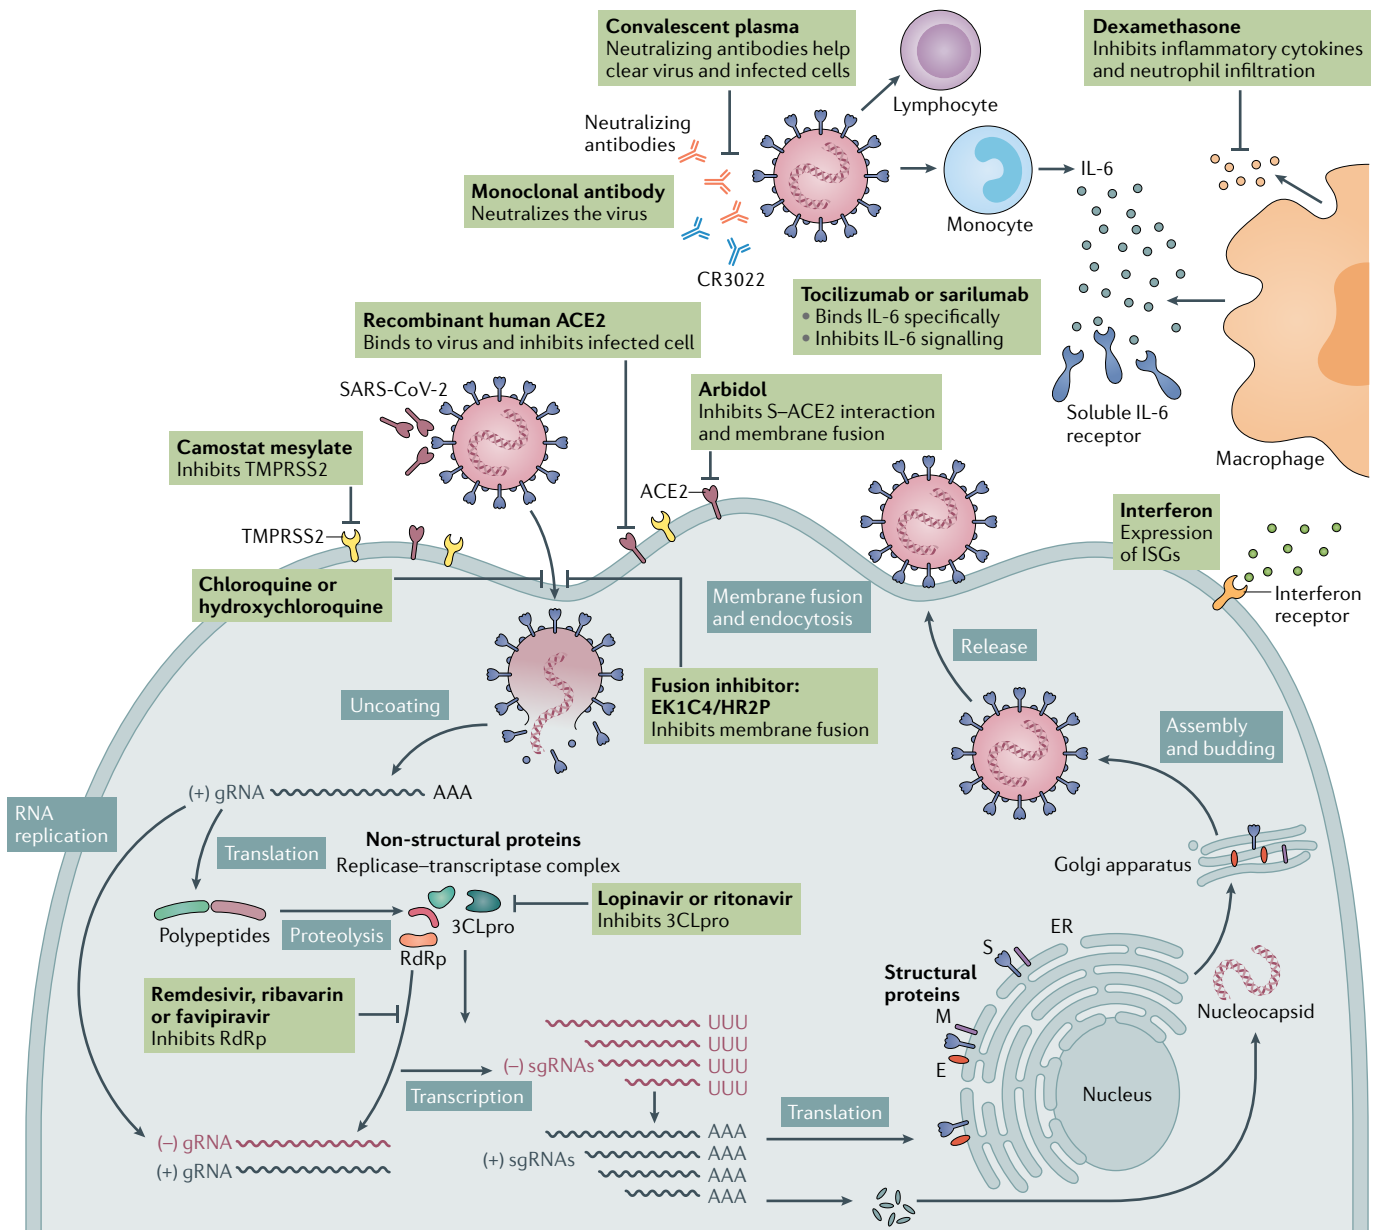 Convalescent plasma
Neutralizing antibodies help
clear virus and infected cells
Dexamethasone
Inhibits inflammatory cytokines
and neutrophil infiltration
Lymphocyte
Neutralizing
antibodies
Monoclonal antibody
Neutralizes the virus
IL-6
Monocyte
CR3022
Tocilizumab or sarilumab
• Binds IL-6 specifically
• Inhibits IL-6 signalling
Recombinant human ACE2
Binds to virus and inhibits infected cell
SARS-CoV-2
Arbidol
Inhibits S–ACE2 interaction
and membrane fusion
Soluble IL-6
receptor
Macrophage
Camostat mesylate
Inhibits TMPRSS2
ACE2
TMPRSS2
Interferon
Expression
of ISGs
Interferon
receptor
Chloroquine or
hydroxychloroquine
Membrane fusion
and endocytosis
Release
Fusion inhibitor:
EK1C4/HR2P
Inhibits membrane fusion
Uncoating
Assembly
and budding
(+) gRNA
AAA
RNA
replication
Translation
Non-structural proteins
Replicase–transcriptase complex
Golgi apparatus
Lopinavir or ritonavir
Inhibits 3CLpro
3CLpro
Polypeptides
Proteolysis
RdRp
ER
S
Structural
proteins
M
E
Nucleocapsid
Remdesivir, ribavarin
or favipiravir
Inhibits RdRp
UUU
UUU
(–) sgRNAs
UUU
UUU
Transcription
Nucleus
Translation
(–) gRNA
(+) gRNA
AAA
(+) sgRNAs
AAA
AAA
AAA